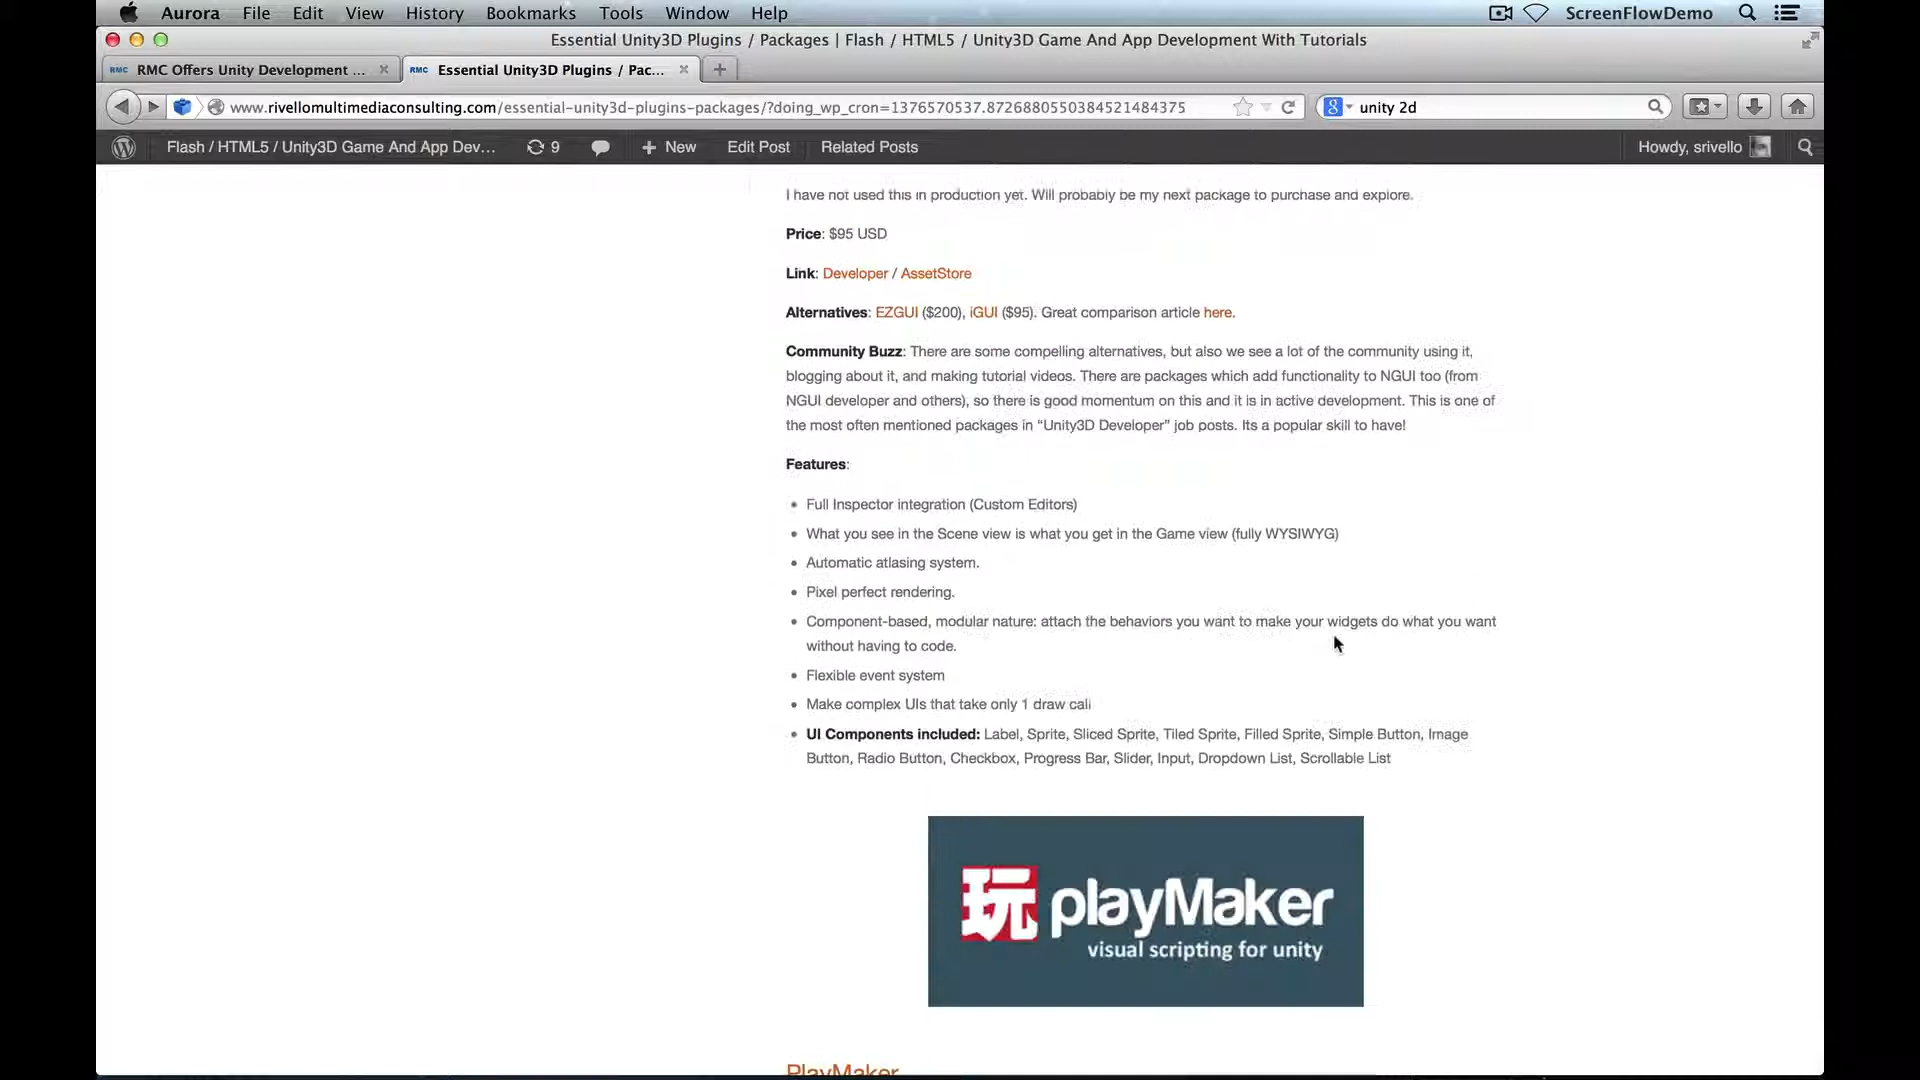 Aurora File Edit View History Bookmarks Tools Window Help ScreenFlowDemo
Essential Unity3D Plugins / Packages | Flash / HTML5 / Unity3D Game And App Development With Tutorials
RMC RMC Offers Unity Development ... RMC Essential Unity3D Plugins / Pac...
www.rivellomultimediaconsulting.com/essential-unity3d-plugins-packages/?doing_wp_cron=1376570537.8726880550384521484375 unity 2d
Flash / HTML5 / Unity3D Game And App Dev... 9 + New Edit Post Related Posts Howdy, srivello
I have not used this in production yet. Will probably be my next package to purchase and explore.
Price: $95 USD
Link: Developer / AssetStore
Alternatives: EZGUI ($200), iGUI ($95). Great comparison article here.
Community Buzz: There are some compelling alternatives, but also we see a lot of the community using it,
blogging about it, and making tutorial videos. There are packages which add functionality to NGUI too (from
NGUI developer and others), so there is good momentum on this and it is in active development. This is one of
the most often mentioned packages in “Unity3D Developer” job posts. Its a popular skill to have!
Features:
• Full Inspector integration (Custom Editors)
• What you see in the Scene view is what you get in the Game view (fully WYSIWYG)
• Automatic atlasing system.
• Pixel perfect rendering.
• Component-based, modular nature: attach the behaviors you want to make your widgets do what you want
without having to code.
• Flexible event system
• Make complex UIs that take only 1 draw call
• UI Components included: Label, Sprite, Sliced Sprite, Tiled Sprite, Filled Sprite, Simple Button, Image
Button, Radio Button, Checkbox, Progress Bar, Slider, Input, Dropdown List, Scrollable List
玩 playMaker
visual scripting for unity
PlayMaker